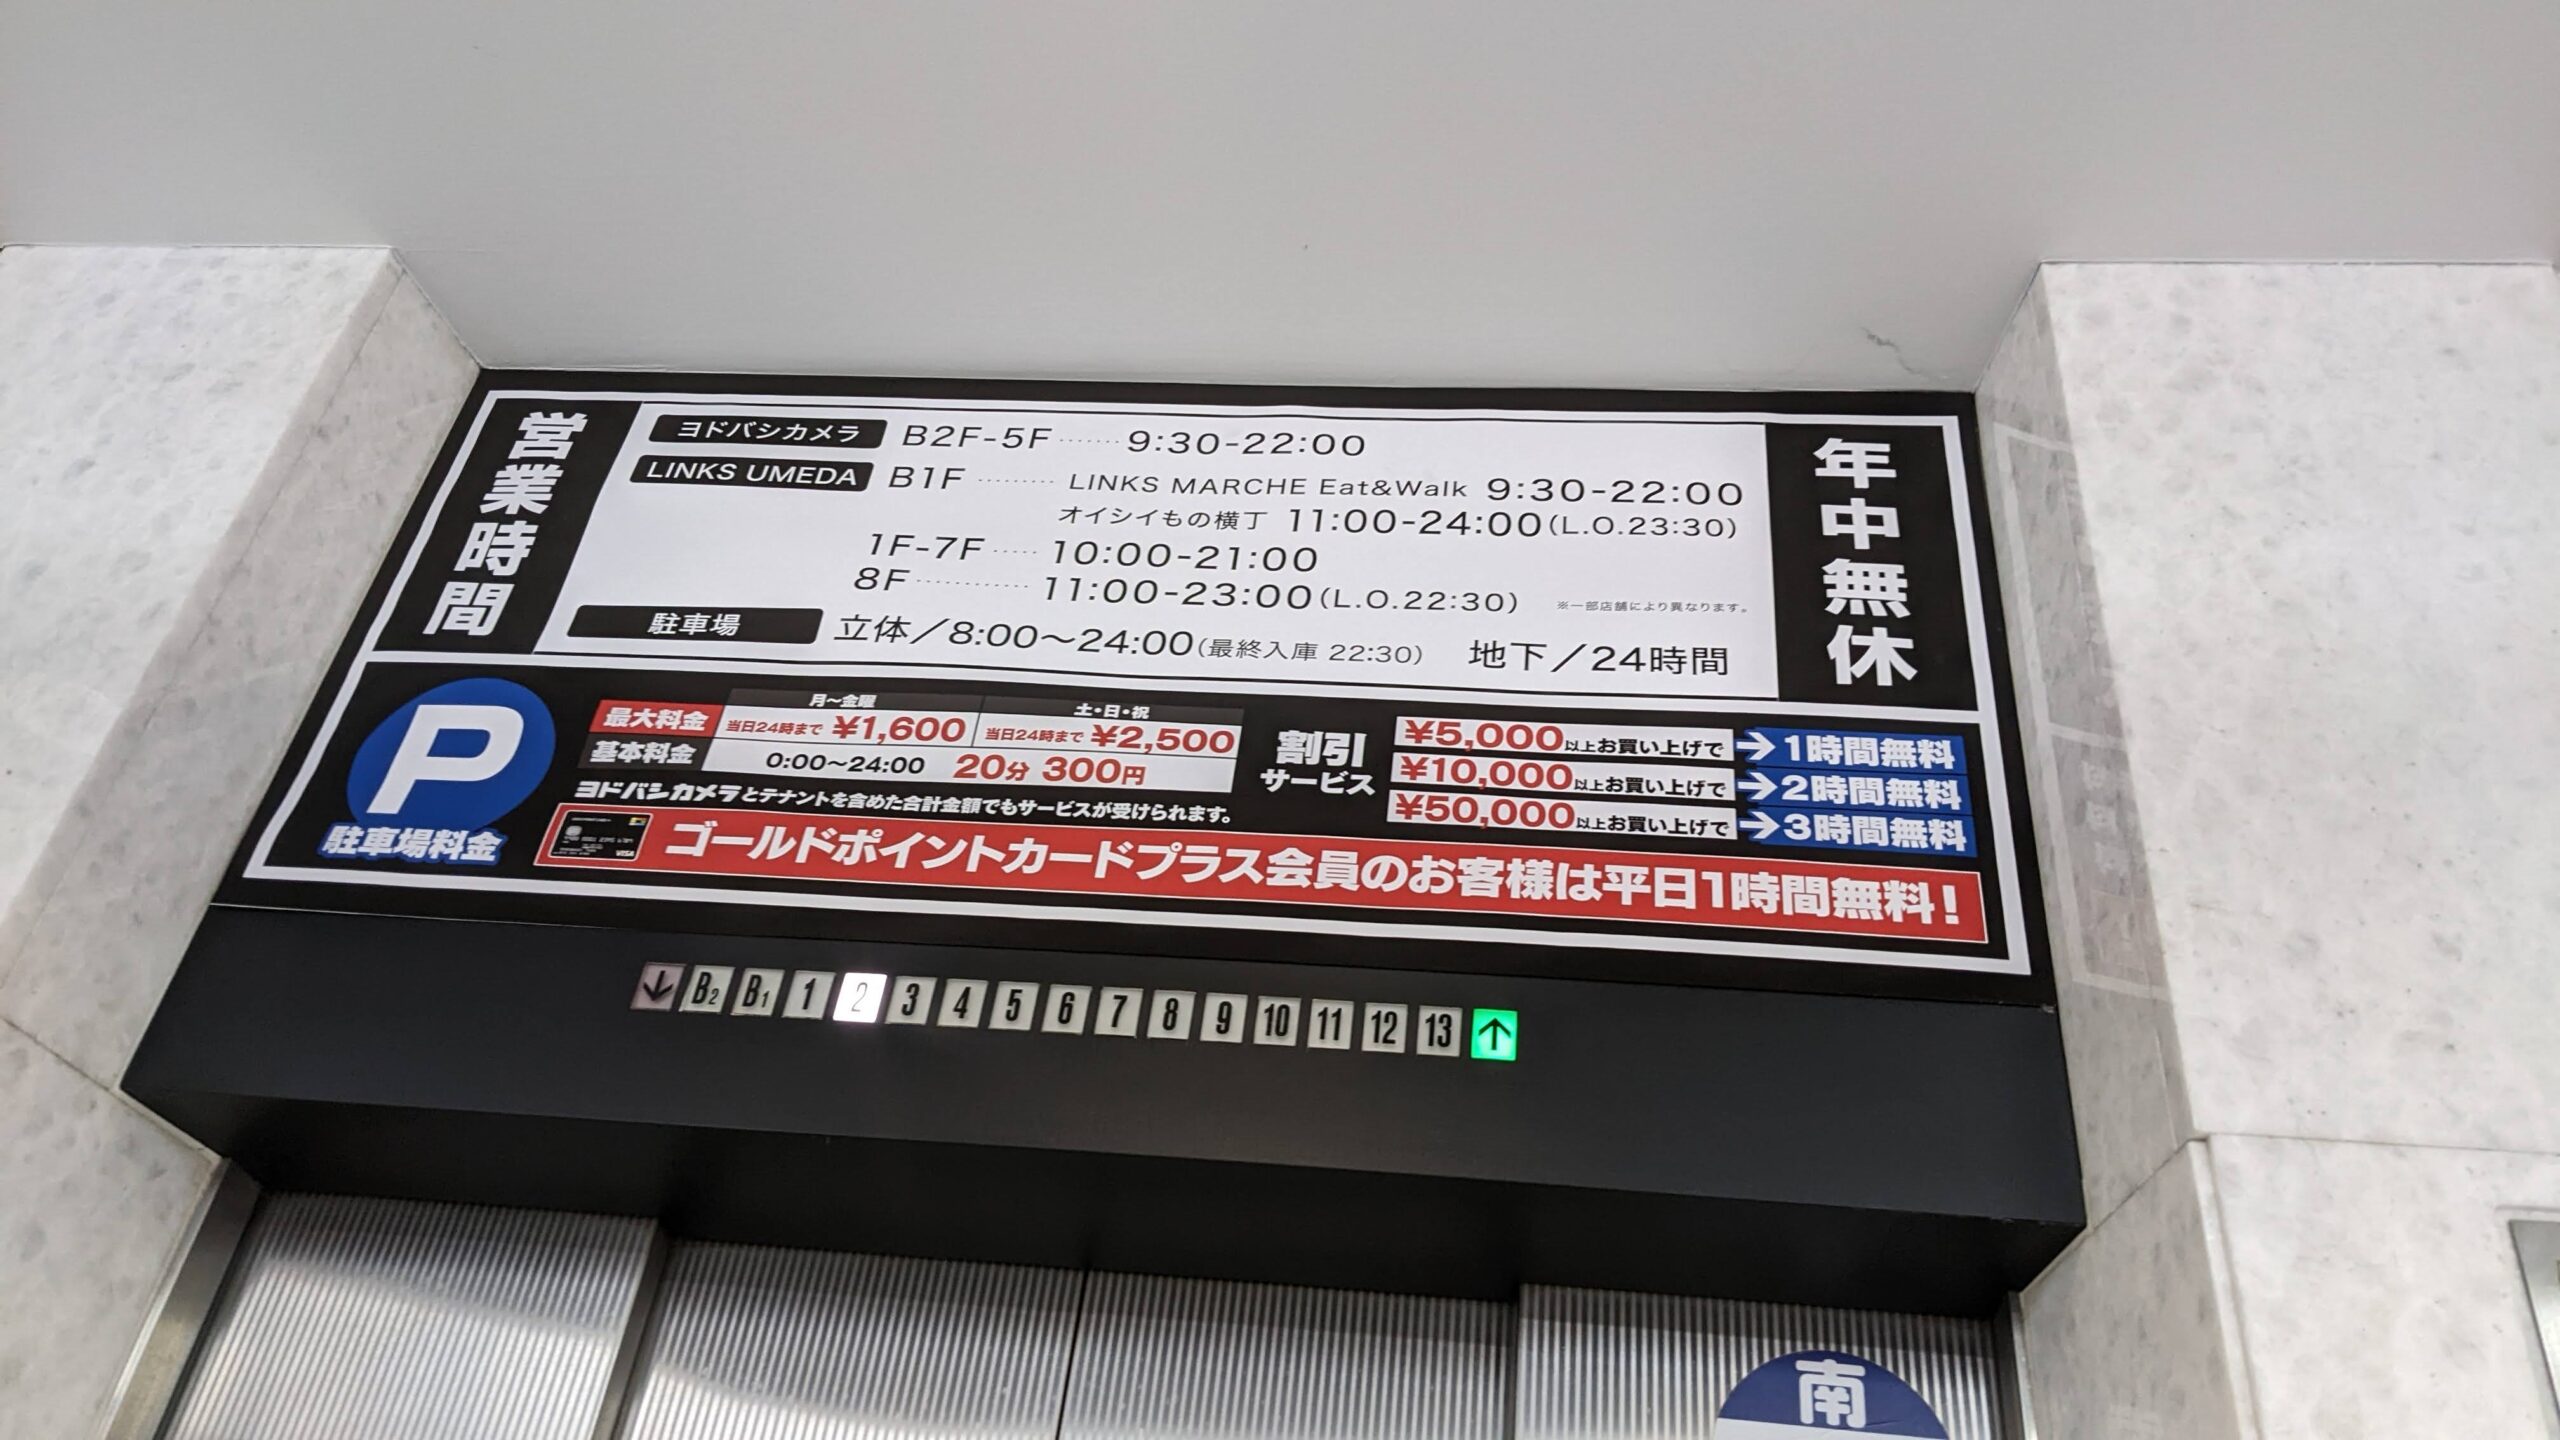 営業時間
ヨドバシカメラ B2F-5F ······· 9:30-22:00
LINKS UMEDA B1F ········· LINKS MARCHE Eat&Walk 9:30-22:00
オイシイもの横丁 11:00-24:00(L.O.23:30)
1F-7F ····· 10:00-21:00
8F ············ 11:00-23:00(L.O.22:30) ※一部店舗により異なります。
駐車場 立体/8:00〜24:00(最終入庫 22:30) 地下/24時間
年中無休
P
駐車場料金
月〜金曜 土・日・祝
最大料金 当日24時まで ¥1,600 当日24時まで ¥2,500
基本料金 0:00〜24:00 20分 300円
ヨドバシカメラとテナントを含めた合計金額でもサービスが受けられます。
割引サービス
¥5,000以上お買い上げで→1時間無料
¥10,000以上お買い上げで→2時間無料
¥50,000以上お買い上げで→3時間無料
VISA
ゴールドポイントカードプラス会員のお客様は平日1時間無料!
↓ B2 B1 1 2 3 4 5 6 7 8 9 10 11 12 13 ↑
南